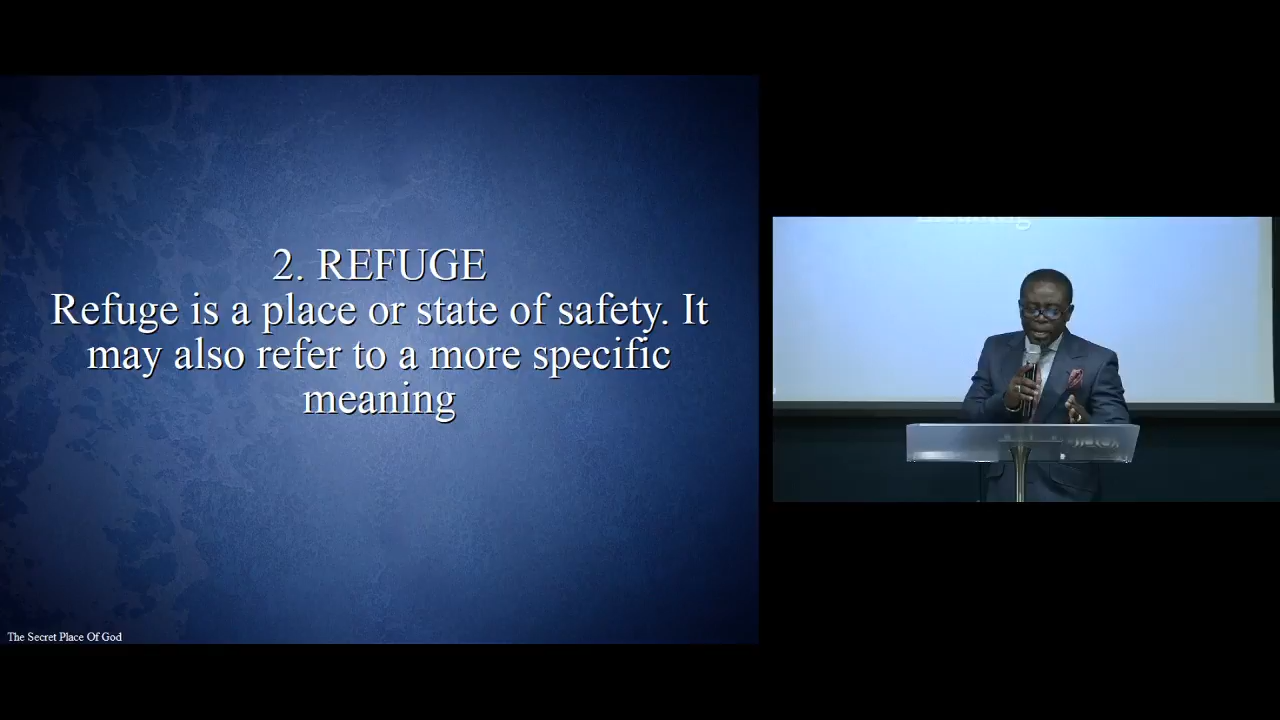 2. REFUGE
Refuge is a place or state of safety. It
may also refer to a more specific
meaning
The Secret Place Of God